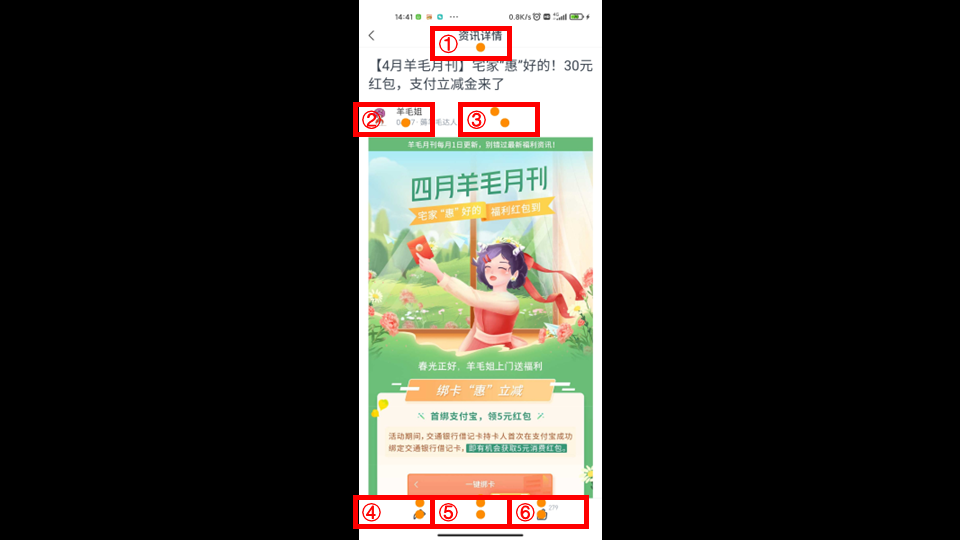 14:41
0.8K/s
① 资讯详情
【4月羊毛月刊】宅家“惠”好的！30元
红包，支付立减金来了
② 羊毛姐
③
羊毛月刊每月1日更新，别错过最新福利资讯！
四月羊毛月刊
宅家“惠”好的 福利红包到
春光正好，羊毛姐上门送福利
绑卡“惠”立减
首绑支付宝，领5元红包
活动期间，交通银行借记卡持卡人首次在支付宝成功
绑定交通银行借记卡，即有机会获取5元消费红包。
一键绑卡
④ ⑤ ⑥ 279